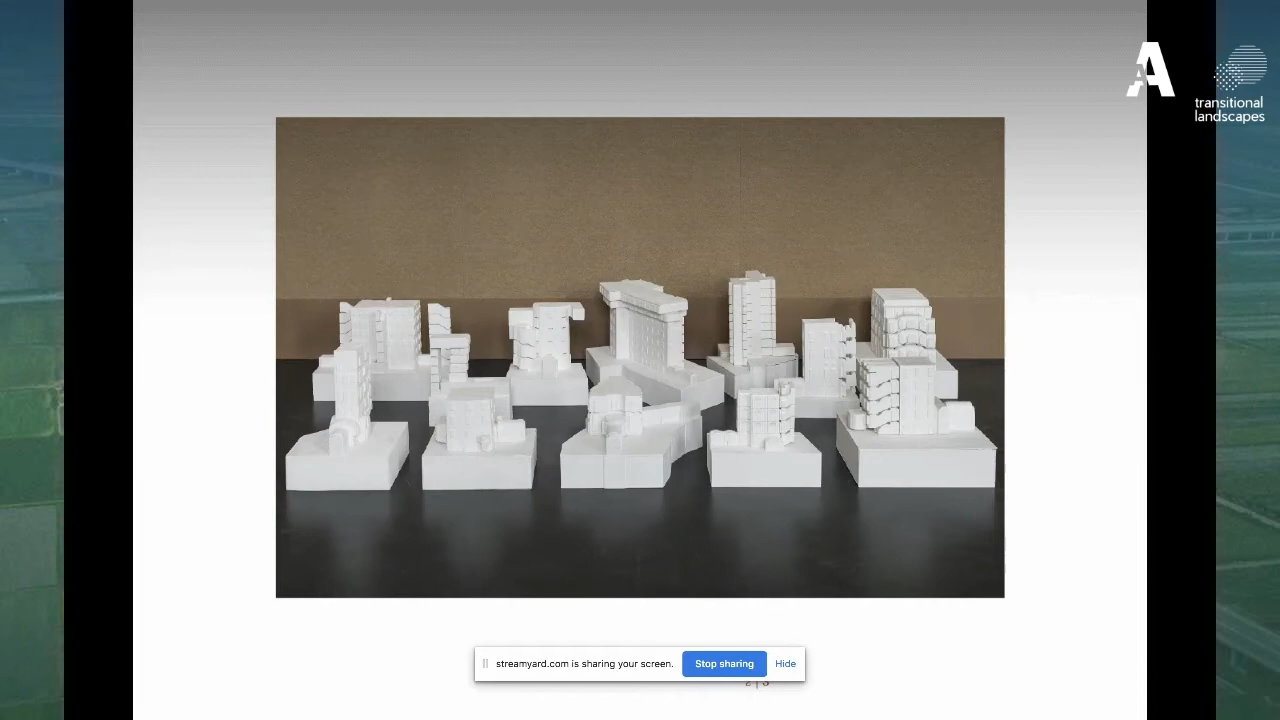 A
transitional
landscapes
streamyard.com is sharing your screen.
Stop sharing
Hide